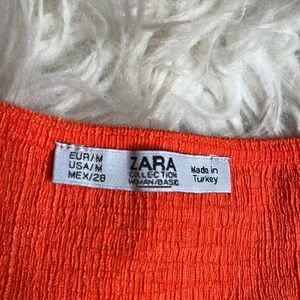 EUR/M
USA/M
MEX/28
ZARA
COLLECTION
WOMAN/BASIC
Made in
Turkey